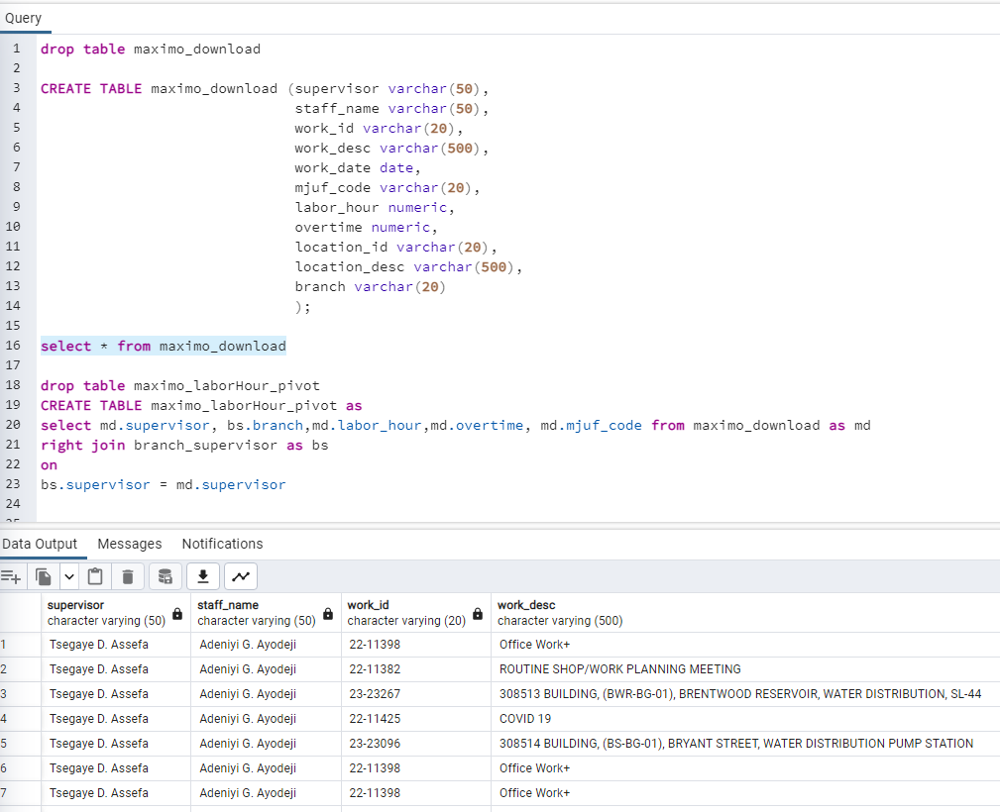 Query
1 drop table maximo_download
2
3 CREATE TABLE maximo_download (supervisor varchar(50),
4 staff_name varchar(50),
5 work_id varchar(20),
6 work_desc varchar(500),
7 work_date date,
8 mjuf_code varchar(20),
9 labor_hour numeric,
10 overtime numeric,
11 location_id varchar(20),
12 location_desc varchar(500),
13 branch varchar(20)
14 );
15
16 select * from maximo_download
17
18 drop table maximo_laborHour_pivot
19 CREATE TABLE maximo_laborHour_pivot as
20 select md.supervisor, bs.branch,md.labor_hour,md.overtime, md.mjuf_code from maximo_download as md
21 right join branch_supervisor as bs
22 on
23 bs.supervisor = md.supervisor
24
25
Data Output Messages Notifications
supervisor staff_name work_id work_desc
character varying (50) character varying (50) character varying (20) character varying (500)
1 Tsegaye D. Assefa Adeniyi G. Ayodeji 22-11398 Office Work+
2 Tsegaye D. Assefa Adeniyi G. Ayodeji 22-11382 ROUTINE SHOP/WORK PLANNING MEETING
3 Tsegaye D. Assefa Adeniyi G. Ayodeji 23-23267 308513 BUILDING, (BWR-BG-01), BRENTWOOD RESERVOIR, WATER DISTRIBUTION, SL-44
4 Tsegaye D. Assefa Adeniyi G. Ayodeji 22-11425 COVID 19
5 Tsegaye D. Assefa Adeniyi G. Ayodeji 23-23096 308514 BUILDING, (BS-BG-01), BRYANT STREET, WATER DISTRIBUTION PUMP STATION
6 Tsegaye D. Assefa Adeniyi G. Ayodeji 22-11398 Office Work+
7 Tsegaye D. Assefa Adeniyi G. Ayodeji 22-11398 Office Work+